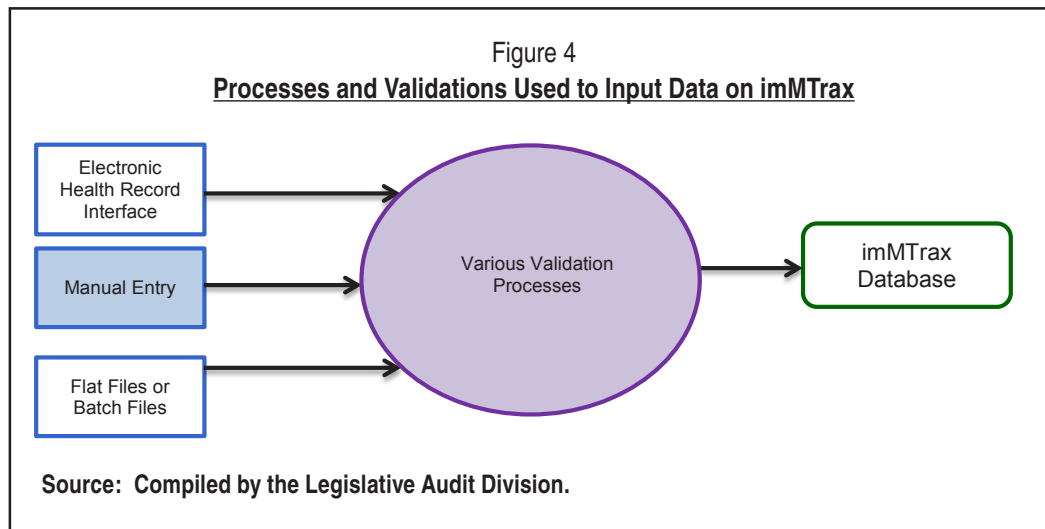 Figure 4
Processes and Validations Used to Input Data on imMTrax
Electronic
Health Record
Interface
Manual Entry
Flat Files or
Batch Files
Various Validation
Processes
imMTrax
Database
Source: Compiled by the Legislative Audit Division.